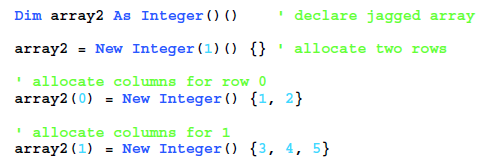 Dim array2 As Integer()() ' declare jagged array
array2 = New Integer(1)() {} ' allocate two rows
' allocate columns for row 0
array2(0) = New Integer() {1, 2}
' allocate columns for 1
array2(1) = New Integer() {3, 4, 5}